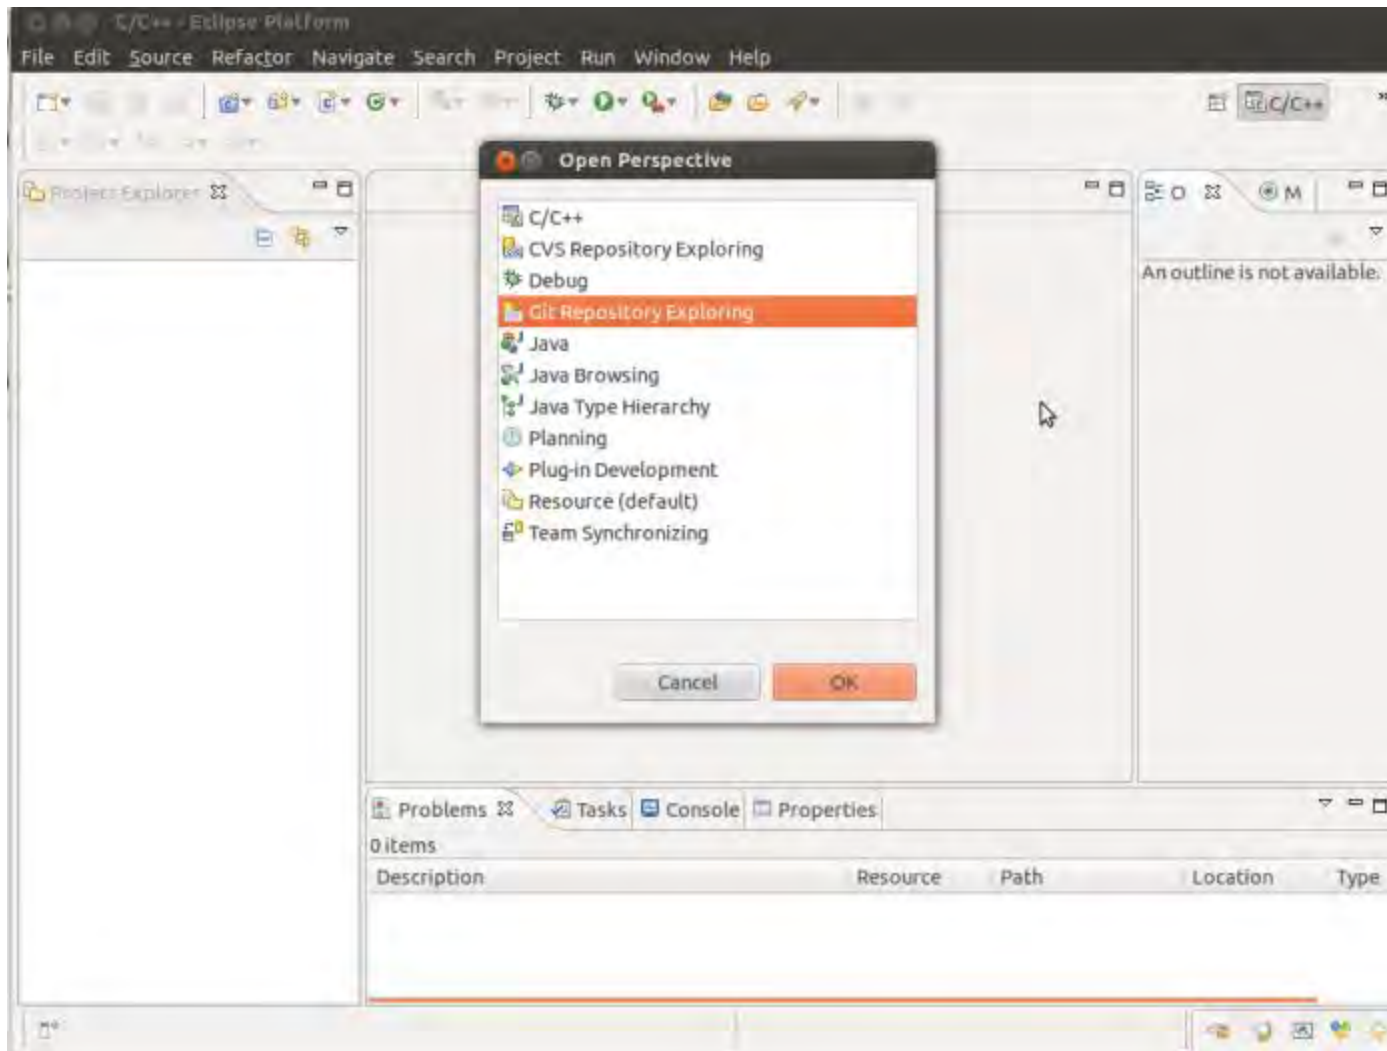 C/C++ - Eclipse Platform
File Edit Source Refactor Navigate Search Project Run Window Help
C/C++
Open Perspective
Project Explorer
O M
C/C++
CVS Repository Exploring
Debug
Git Repository Exploring
Java
Java Browsing
Java Type Hierarchy
Planning
Plug-in Development
Resource (default)
Team Synchronizing
An outline is not available.
Cancel OK
Problems Tasks Console Properties
0 items
Description Resource Path Location Type